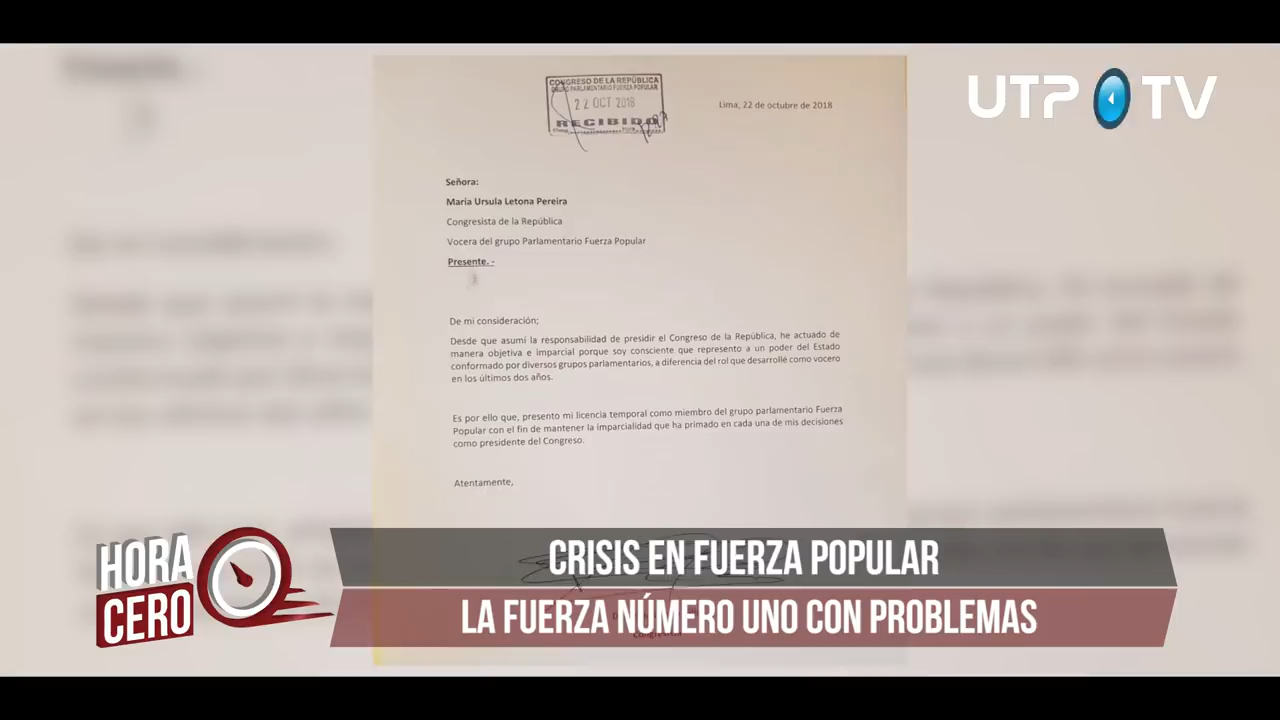 CONGRESO DE LA REPÚBLICA
GRUPO PARLAMENTARIO FUERZA POPULAR
22 OCT 2018
RECIBIDO
Lima, 22 de octubre de 2018
UTP TV
Señora:
Maria Ursula Letona Pereira
Congresista de la República
Vocera del grupo Parlamentario Fuerza Popular
Presente. -
De mi consideración;
Desde que asumí la responsabilidad de presidir el Congreso de la República, he actuado de
manera objetiva e imparcial porque soy consciente que represento a un poder del Estado
conformado por diversos grupos parlamentarios, a diferencia del rol que desarrollé como vocero
en los últimos dos años.
Es por ello que, presento mi licencia temporal como miembro del grupo parlamentario Fuerza
Popular con el fin de mantener la imparcialidad que ha primado en cada una de mis decisiones
como presidente del Congreso.
Atentamente,
HORA
CERO
CRISIS EN FUERZA POPULAR
LA FUERZA NÚMERO UNO CON PROBLEMAS